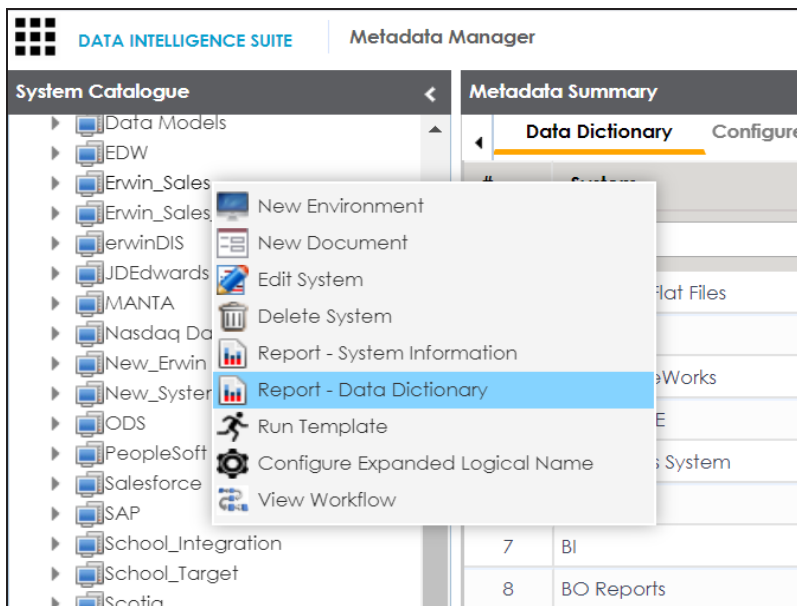 DATA INTELLIGENCE SUITE
Metadata Manager
System Catalogue
Metadata Summary
Data Models
EDW
Erwin_Sales
Erwin_Sales
erwinDIS
JDEdwards
MANTA
Nasdaq Da
New_Erwin
New_System
ODS
PeopleSoft
Salesforce
SAP
School_Integration
School_Target
Scotia
New Environment
New Document
Edit System
Delete System
Report - System Information
Report - Data Dictionary
Run Template
Configure Expanded Logical Name
View Workflow
Data Dictionary
Configure
#
System
Flat Files
eWorks
E
s System
7
BI
8
BO Reports